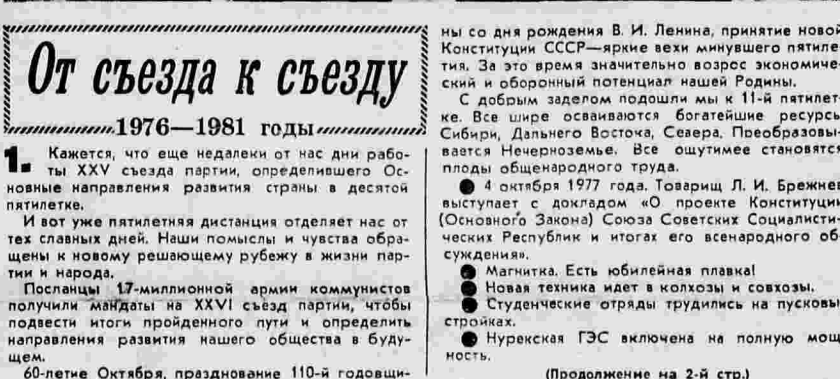 От съезда к съезду
1976—1981 годы
1. Кажется, что еще недалеки от нас дни рабо-
ты XXV съезда партии, определившего Ос-
новные направления развития страны в десятой
пятилетке.
И вот уже пятилетняя дистанция отделяет нас от
тех славных дней. Наши помыслы и чувства обра-
щены к новому решающему рубежу в жизни пар-
тии и народа.
Посланцы 17-миллионной армии коммунистов
получили мандаты на XXVI съезд партии, чтобы
подвести итоги пройденного пути и определить
направления развития нашего общества в буду-
щем.
60-летие Октября, празднование 110-й годовщи-
ны со дня рождения В. И. Ленина, принятие новой
Конституции СССР—яркие вехи минувшего пятиле-
тия. За это время значительно возрос экономиче-
ский и оборонный потенциал нашей Родины.
С добрым заделом подошли мы к 11-й пятилет-
ке. Все шире осваиваются богатейшие ресурсы
Сибири, Дальнего Востока, Севера. Преобразовы-
вается Нечерноземье. Все ощутимее становятся
плоды общенародного труда.
● 4 октября 1977 года. Товарищ Л. И. Брежнев
выступает с докладом «О проекте Конституции
(Основного Закона) Союза Советских Социалисти-
ческих Республик и итогах его всенародного об-
суждения».
● Магнитка. Есть юбилейная плавка!
● Новая техника идет в колхозы и совхозы.
● Студенческие отряды трудились на пусковы
стройках.
● Нурекская ГЭС включена на полную мощ
ность.
(Продолжение на 2-й стр.)